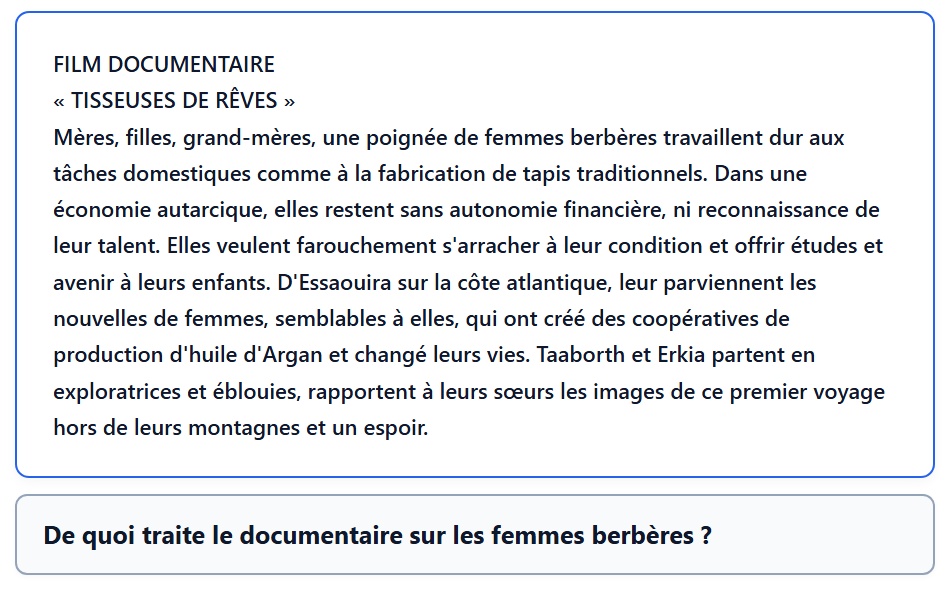 FILM DOCUMENTAIRE
« TISSEUSES DE RÊVES »
Mères, filles, grand-mères, une poignée de femmes berbères travaillent dur aux
tâches domestiques comme à la fabrication de tapis traditionnels. Dans une
économie autarcique, elles restent sans autonomie financière, ni reconnaissance de
leur talent. Elles veulent farouchement s'arracher à leur condition et offrir études et
avenir à leurs enfants. D'Essaouira sur la côte atlantique, leur parviennent les
nouvelles de femmes, semblables à elles, qui ont créé des coopératives de
production d'huile d'Argan et changé leurs vies. Taaborth et Erkia partent en
exploratrices et éblouies, rapportent à leurs sœurs les images de ce premier voyage
hors de leurs montagnes et un espoir.
De quoi traite le documentaire sur les femmes berbères ?